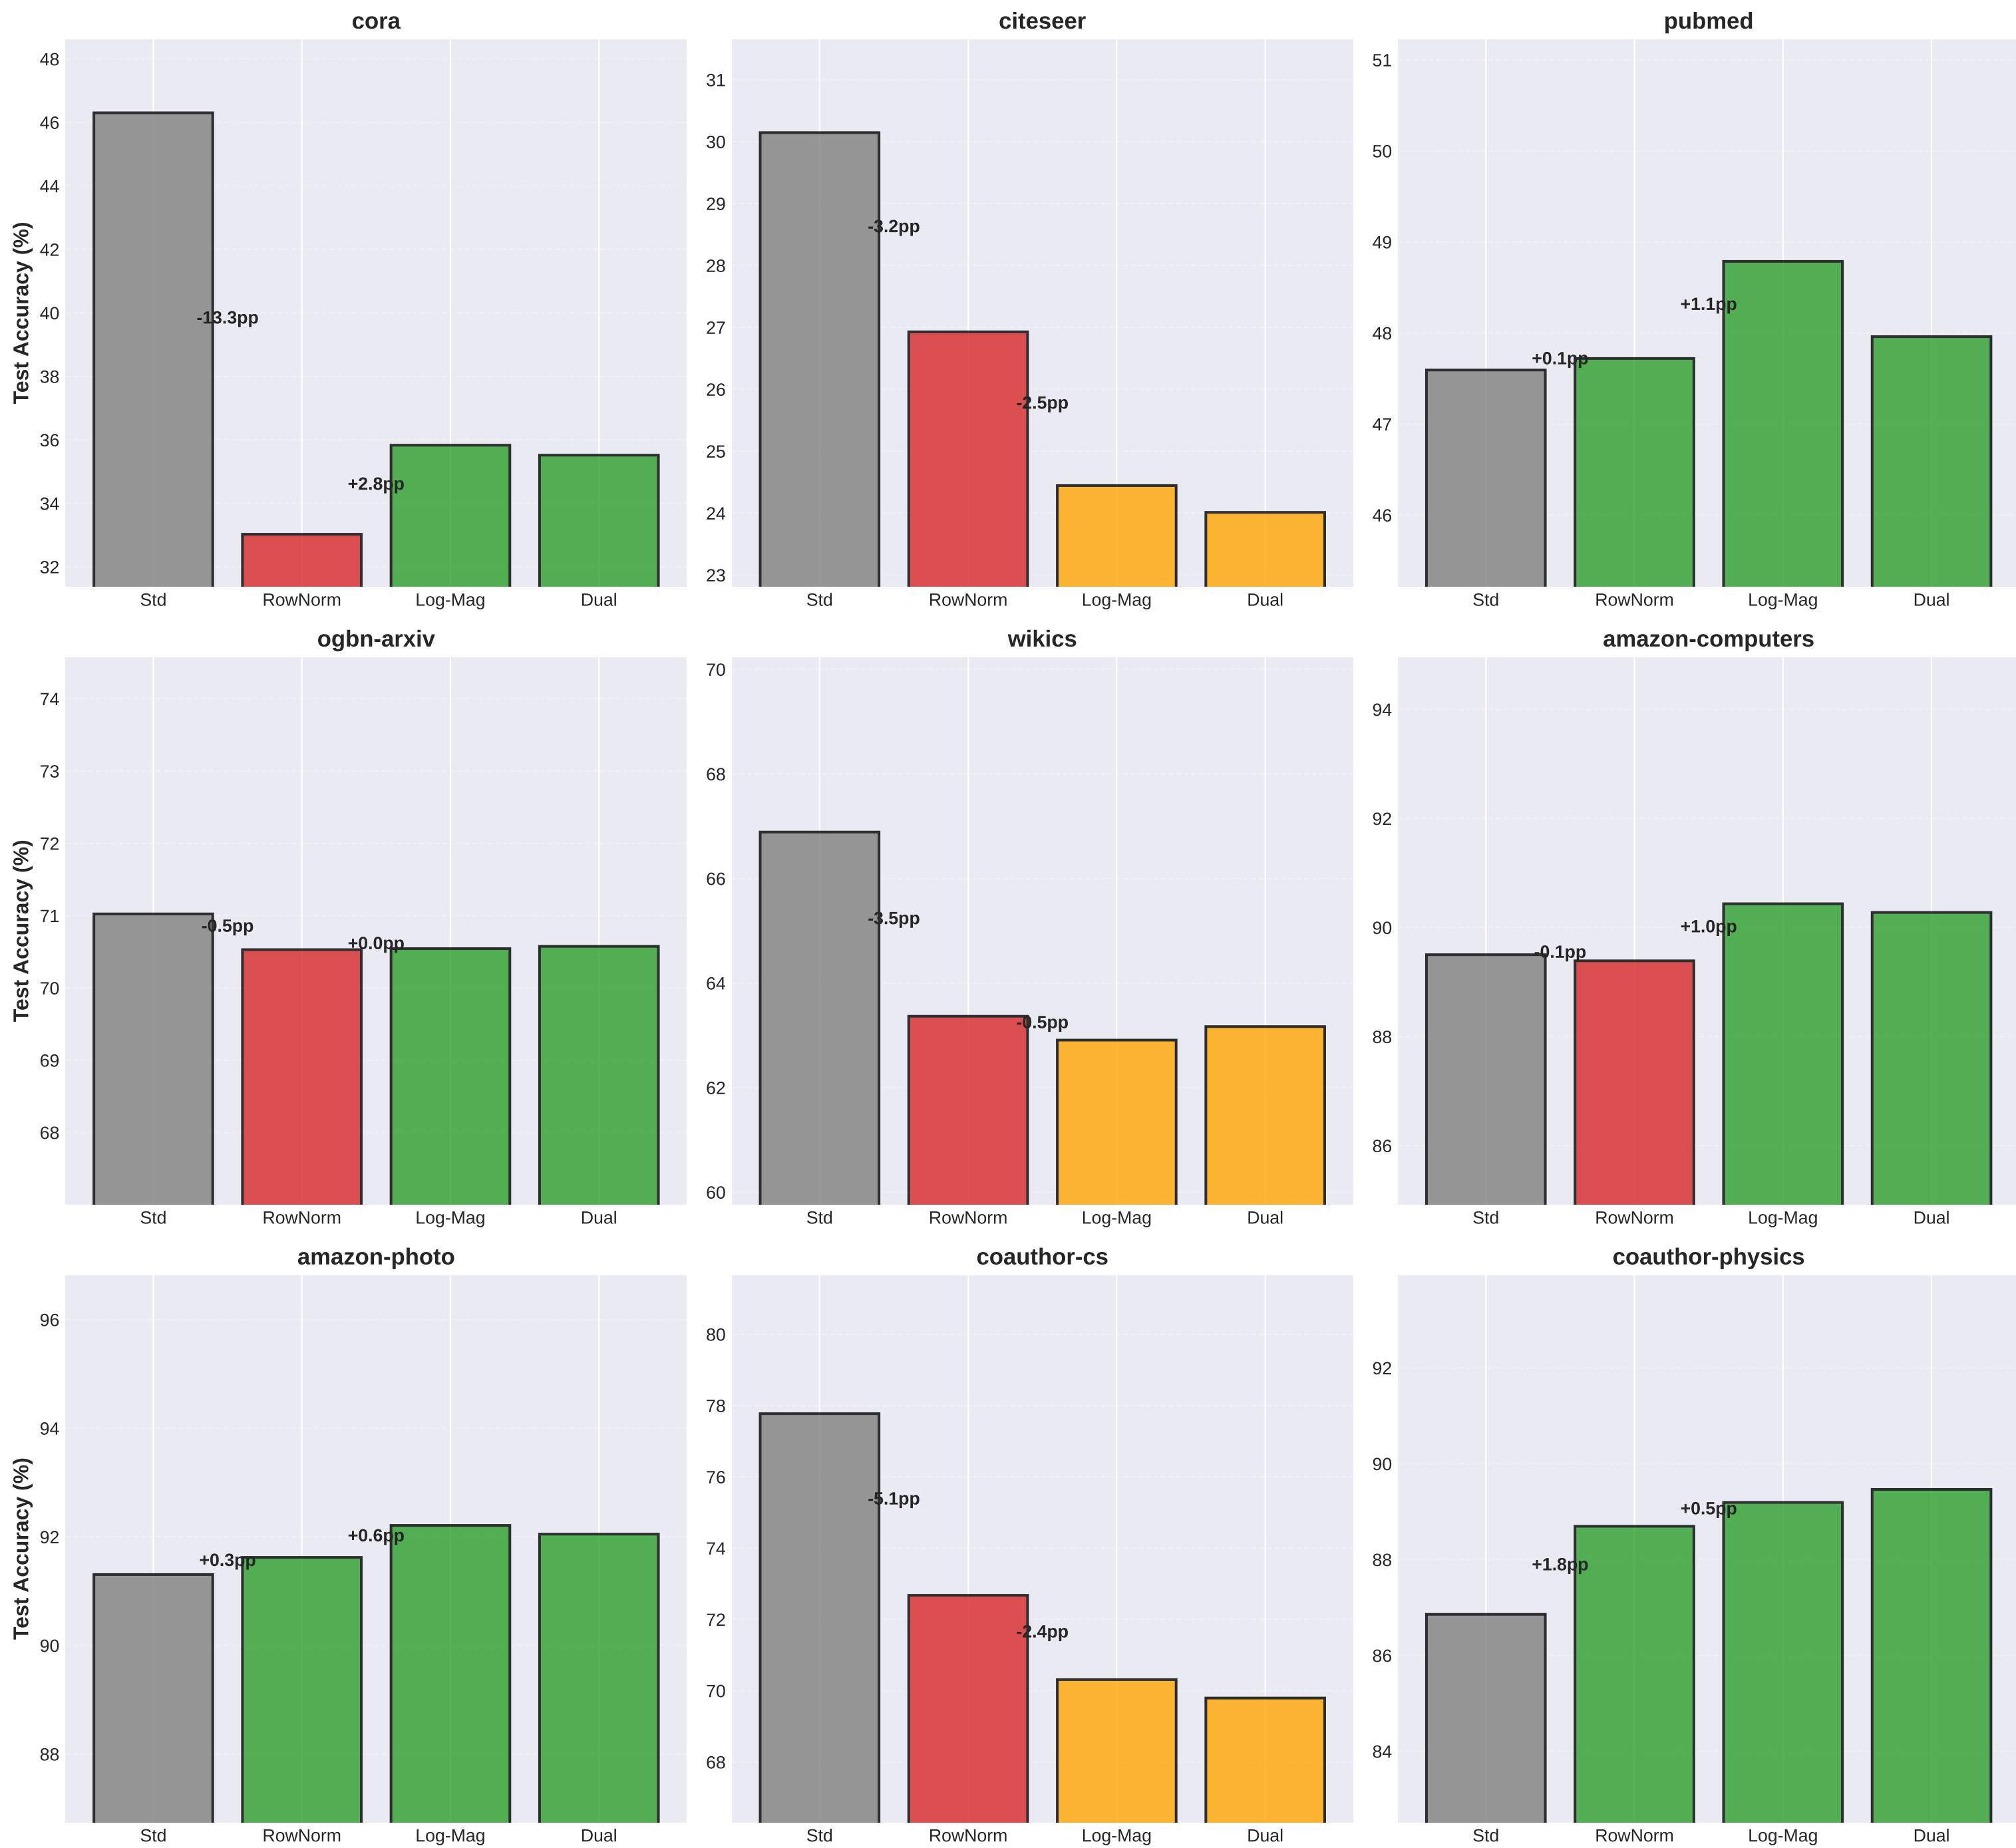 cora
Test Accuracy (%)
48
46
44
42
40
38
36
34
32
-13.3pp
+2.8pp
Std RowNorm Log-Mag Dual
citeseer
31
30
29
28
27
26
25
24
23
-3.2pp
-2.5pp
Std RowNorm Log-Mag Dual
pubmed
51
50
49
48
47
46
+0.1pp
+1.1pp
Std RowNorm Log-Mag Dual
ogbn-arxiv
Test Accuracy (%)
74
73
72
71
70
69
68
-0.5pp
+0.0pp
Std RowNorm Log-Mag Dual
wikics
70
68
66
64
62
60
-3.5pp
-0.5pp
Std RowNorm Log-Mag Dual
amazon-computers
94
92
90
88
86
-0.1pp
+1.0pp
Std RowNorm Log-Mag Dual
amazon-photo
Test Accuracy (%)
96
94
92
90
88
+0.3pp
+0.6pp
Std RowNorm Log-Mag Dual
coauthor-cs
80
78
76
74
72
70
68
-5.1pp
-2.4pp
Std RowNorm Log-Mag Dual
coauthor-physics
92
90
88
86
84
+1.8pp
+0.5pp
Std RowNorm Log-Mag Dual